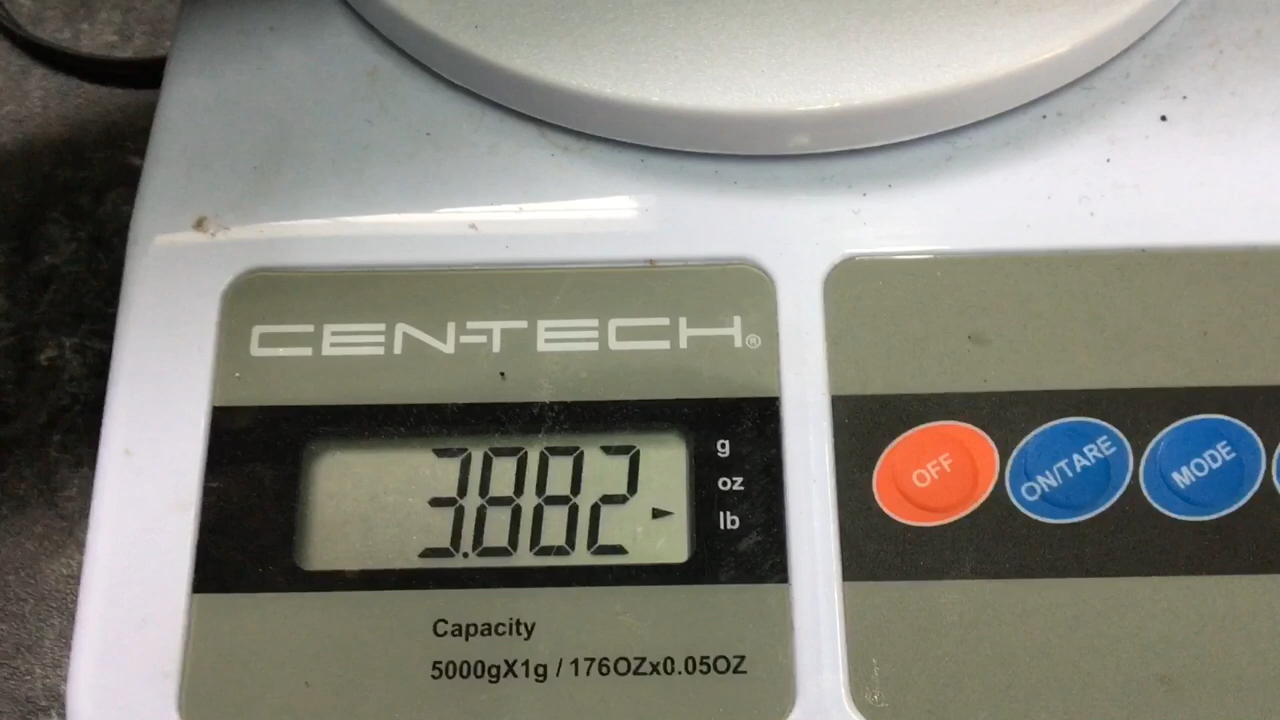 CEN-TECH®
3.882
g
oz
lb
OFF
ON/TARE
MODE
Capacity
5000gX1g / 176OZx0.05OZ